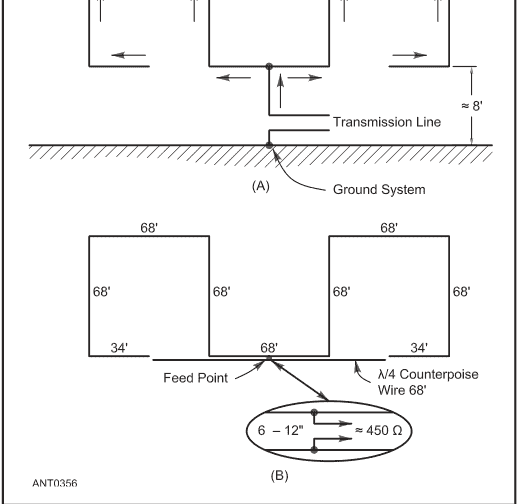 ≈ 8'
Transmission Line
(A)
Ground System
68'
68'
68'
68'
68'
68'
34'
68'
34'
Feed Point
λ/4 Counterpoise
Wire 68'
6 – 12"
≈ 450 Ω
(B)
ANT0356